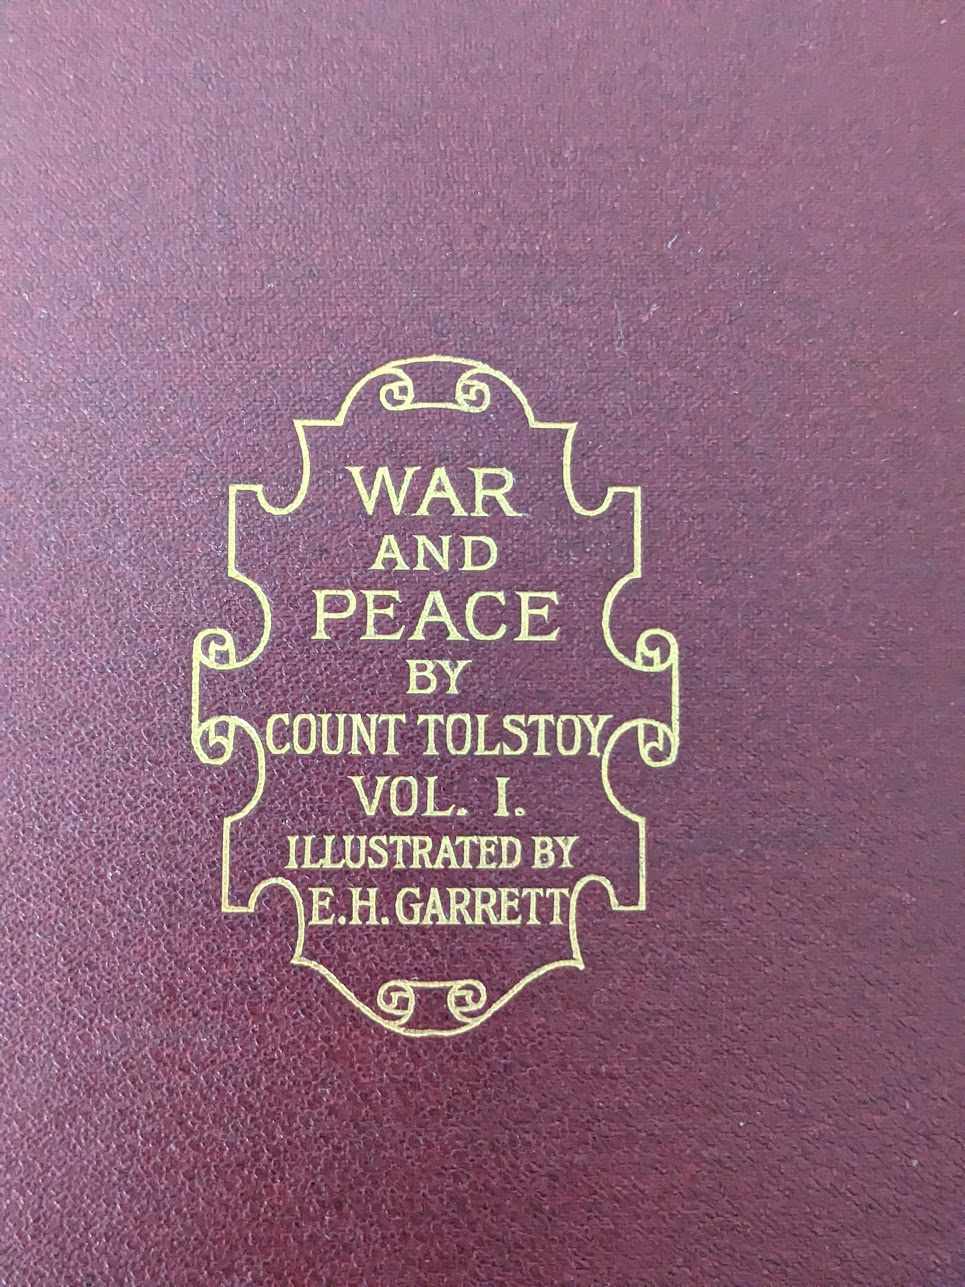 WAR
AND
PEACE
BY
COUNT TOLSTOY
VOL. I.
ILLUSTRATED BY
E.H. GARRETT